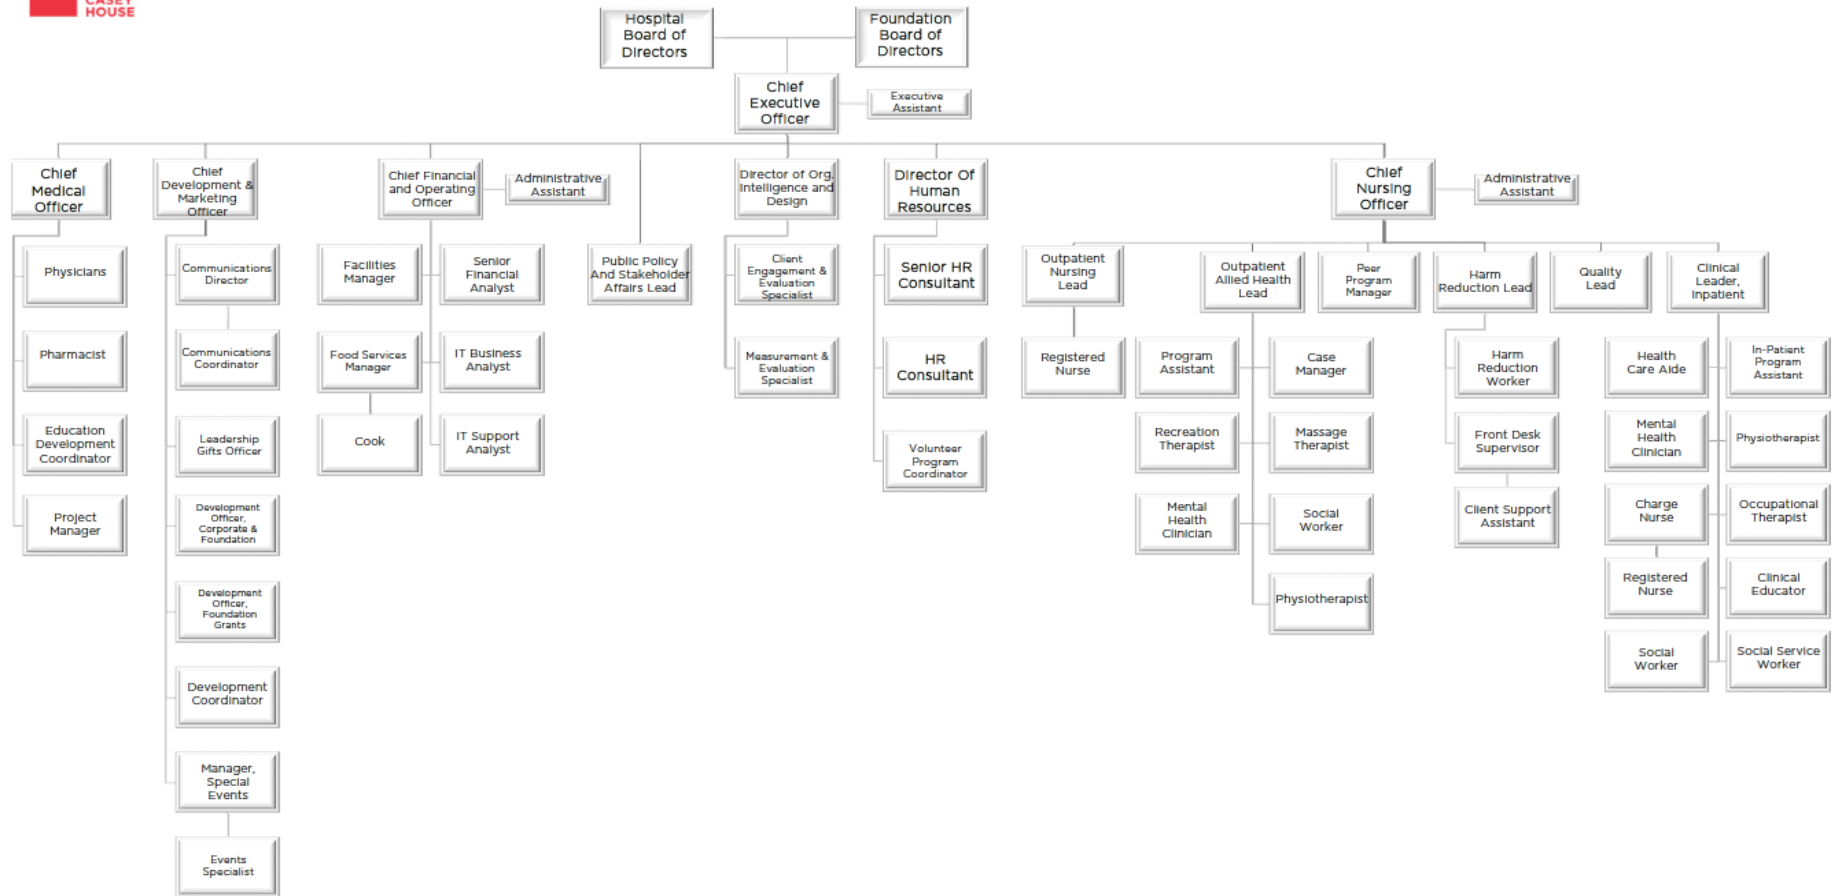 CASEY
HOUSE
Hospital
Board of
Directors
Foundation
Board of
Directors
Chief
Executive
Officer
Executive
Assistant
Chief
Medical
Officer
Chief
Development &
Marketing
Officer
Chief Financial
and Operating
Officer
Administrative
Assistant
Director of Org.
Intelligence and
Design
Director Of
Human
Resources
Chief
Nursing
Officer
Administrative
Assistant
Physicians
Pharmacist
Education
Development
Coordinator
Project
Manager
Communications
Director
Communications
Coordinator
Leadership
Gifts Officer
Development
Officer,
Corporate &
Foundation
Development
Officer,
Foundation
Grants
Development
Coordinator
Manager,
Special
Events
Events
Specialist
Facilities
Manager
Senior
Financial
Analyst
Food Services
Manager
IT Business
Analyst
Cook
IT Support
Analyst
Public Policy
And Stakeholder
Affairs Lead
Client
Engagement &
Evaluation
Specialist
Measurement &
Evaluation
Specialist
Senior HR
Consultant
HR
Consultant
Volunteer
Program
Coordinator
Outpatient
Nursing
Lead
Registered
Nurse
Outpatient
Allied Health
Lead
Program
Assistant
Case
Manager
Recreation
Therapist
Massage
Therapist
Mental
Health
Clinician
Social
Worker
Physiotherapist
Peer
Program
Manager
Harm
Reduction Lead
Harm
Reduction
Worker
Front Desk
Supervisor
Client Support
Assistant
Quality
Lead
Clinical
Leader,
Inpatient
Health
Care Aide
In-Patient
Program
Assistant
Mental
Health
Clinician
Physiotherapist
Charge
Nurse
Occupational
Therapist
Registered
Nurse
Clinical
Educator
Social
Worker
Social Service
Worker